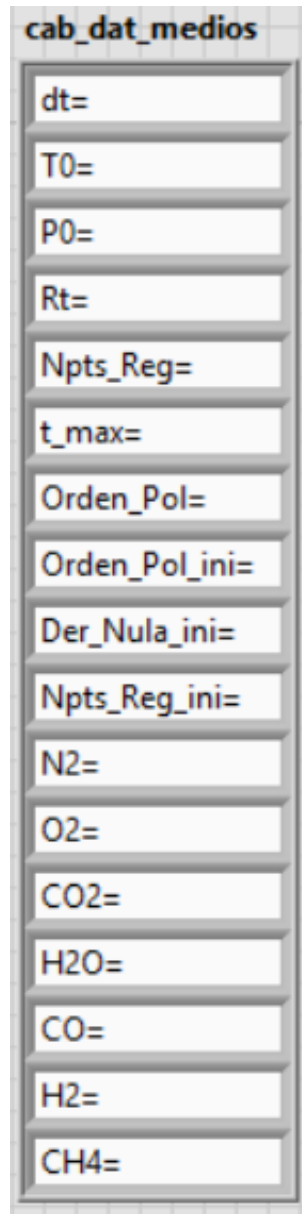 cab_dat_medios
dt=
T0=
P0=
Rt=
Npts_Reg=
t_max=
Orden_Pol=
Orden_Pol_ini=
Der_Nula_ini=
Npts_Reg_ini=
N2=
O2=
CO2=
H2O=
CO=
H2=
CH4=